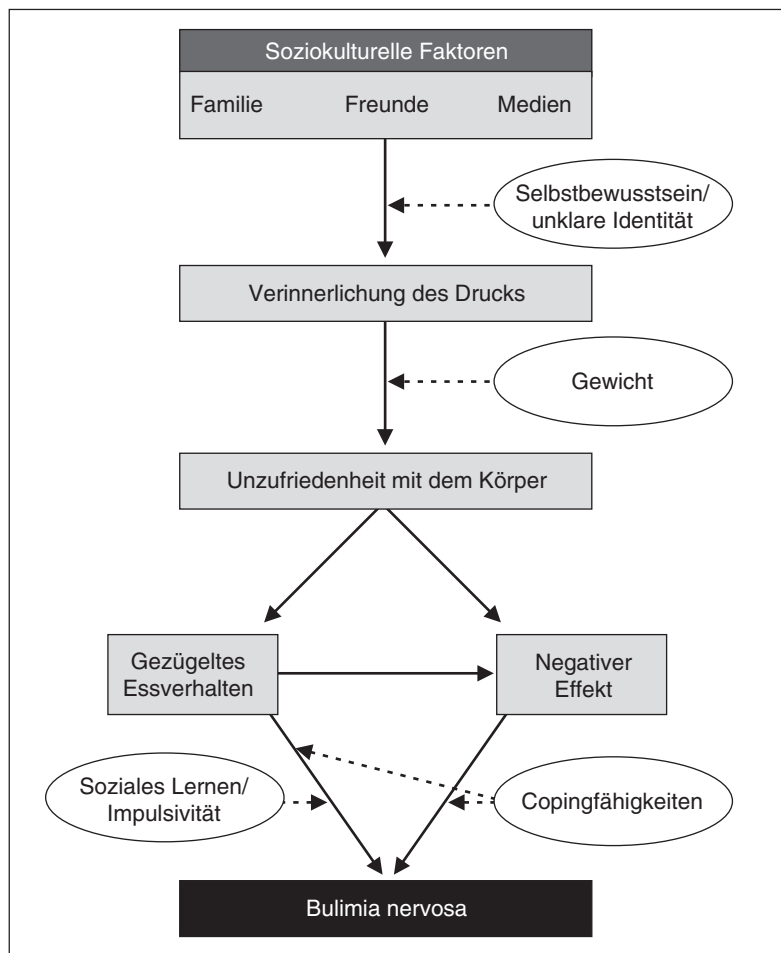 Soziokulturelle Faktoren
Familie Freunde Medien
Selbstbewusstsein/
unklare Identität
Verinnerlichung des Drucks
Gewicht
Unzufriedenheit mit dem Körper
Gezügeltes
Essverhalten
Negativer
Effekt
Soziales Lernen/
Impulsivität
Copingfähigkeiten
Bulimia nervosa